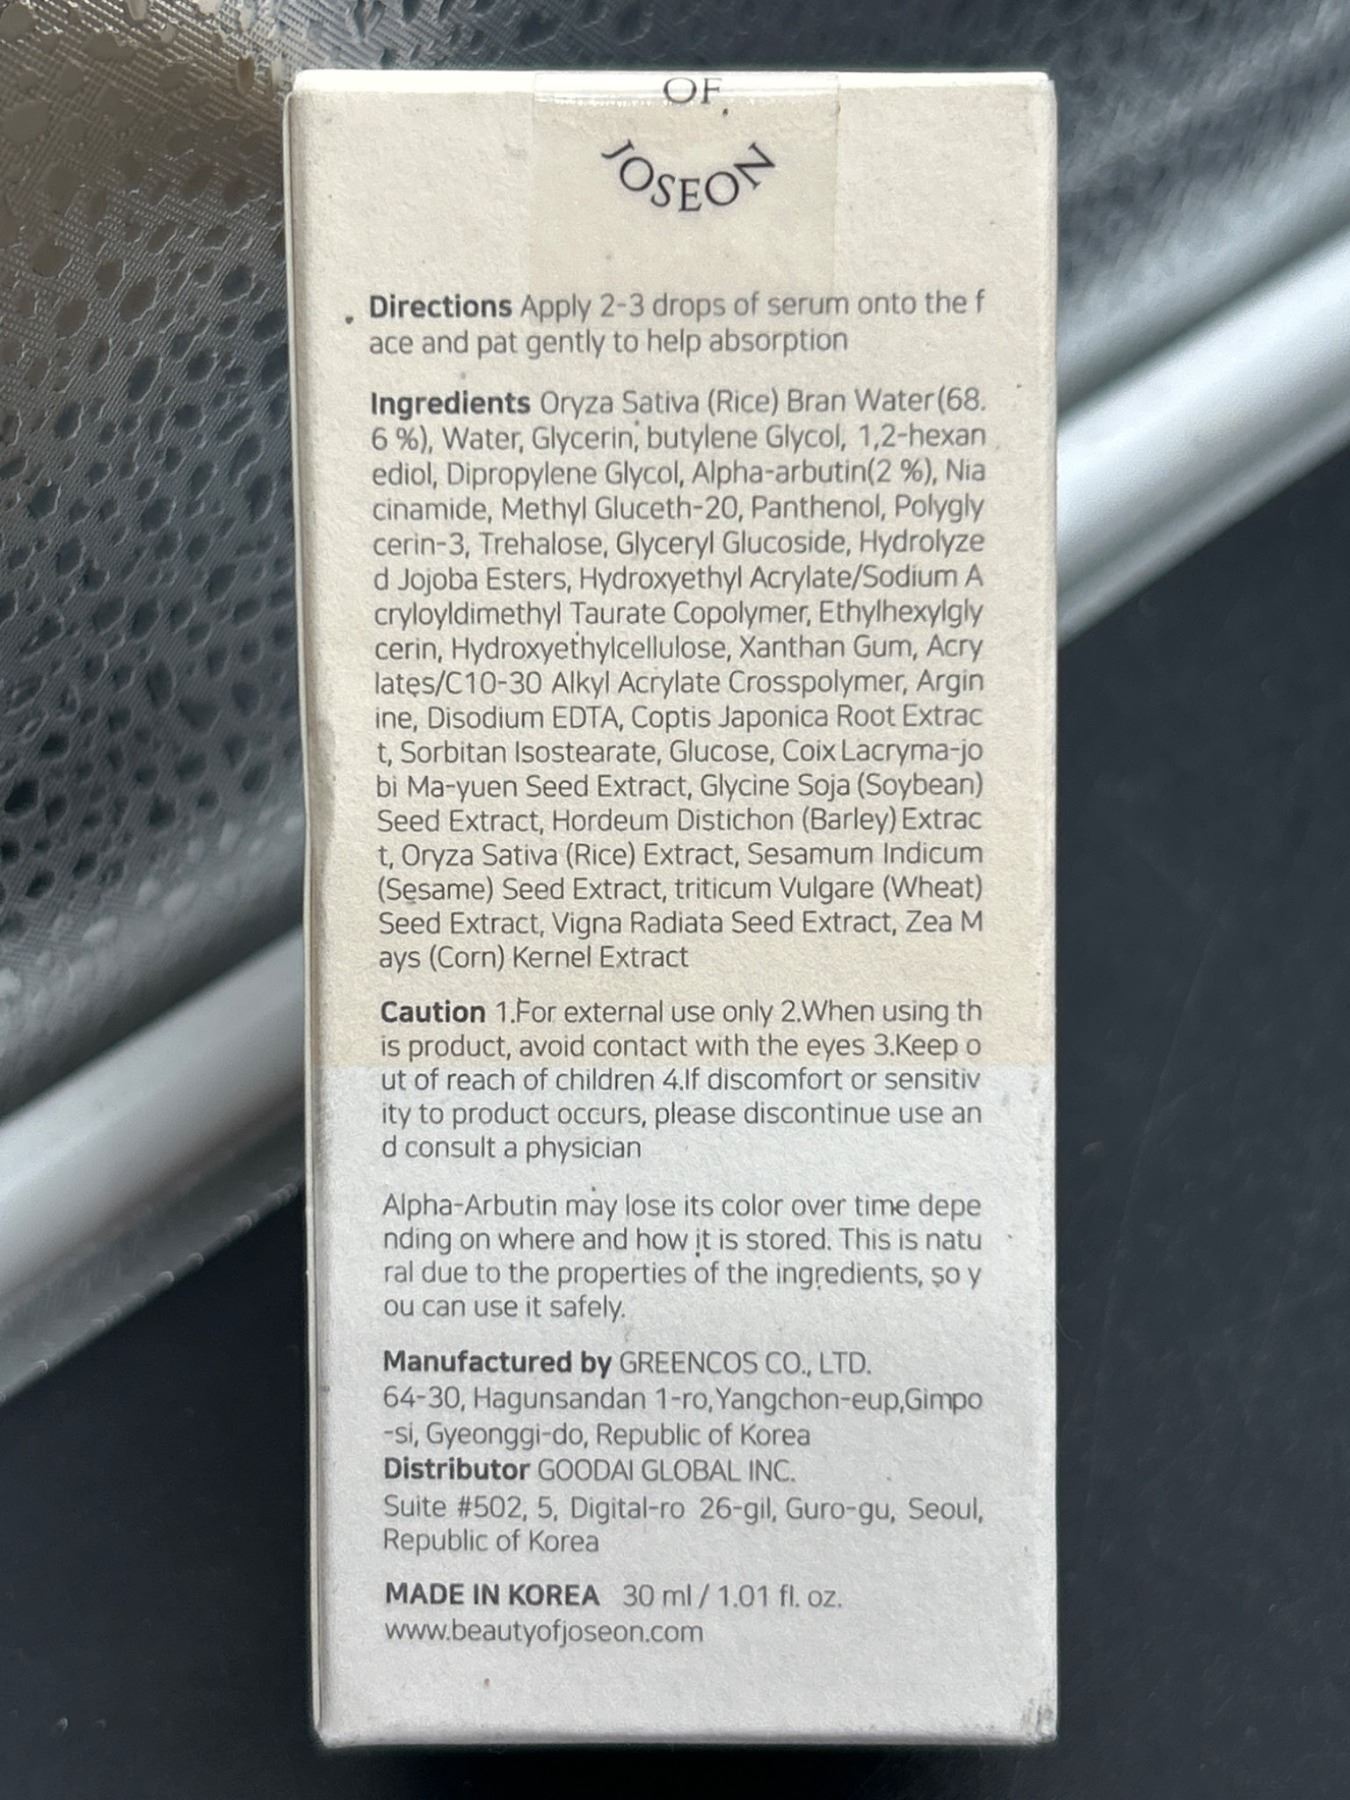 OF
JOSEON
Directions Apply 2-3 drops of serum onto the f
ace and pat gently to help absorption
Ingredients Oryza Sativa (Rice) Bran Water(68.
6 %), Water, Glycerin, butylene Glycol, 1,2-hexan
ediol, Dipropylene Glycol, Alpha-arbutin(2 %), Nia
cinamide, Methyl Gluceth-20, Panthenol, Polygly
cerin-3, Trehalose, Glyceryl Glucoside, Hydrolyze
d Jojoba Esters, Hydroxyethyl Acrylate/Sodium A
cryloyldimethyl Taurate Copolymer, Ethylhexylgly
cerin, Hydroxyethylcellulose, Xanthan Gum, Acry
lates/C10-30 Alkyl Acrylate Crosspolymer, Argin
ine, Disodium EDTA, Coptis Japonica Root Extrac
t, Sorbitan Isostearate, Glucose, Coix Lacryma-jo
bi Ma-yuen Seed Extract, Glycine Soja (Soybean)
Seed Extract, Hordeum Distichon (Barley) Extrac
t, Oryza Sativa (Rice) Extract, Sesamum Indicum
(Sesame) Seed Extract, triticum Vulgare (Wheat)
Seed Extract, Vigna Radiata Seed Extract, Zea M
ays (Corn) Kernel Extract
Caution 1.For external use only 2.When using th
is product, avoid contact with the eyes 3.Keep o
ut of reach of children 4.If discomfort or sensitiv
ity to product occurs, please discontinue use an
d consult a physician
Alpha-Arbutin may lose its color over time depe
nding on where and how it is stored. This is natu
ral due to the properties of the ingredients, so y
ou can use it safely.
Manufactured by GREENCOS CO., LTD.
64-30, Hagunsandan 1-ro,Yangchon-eup,Gimpo
-si, Gyeonggi-do, Republic of Korea
Distributor GOODAI GLOBAL INC.
Suite #502, 5, Digital-ro 26-gil, Guro-gu, Seoul,
Republic of Korea
MADE IN KOREA 30 ml / 1.01 fl. oz.
www.beautyofjoseon.com